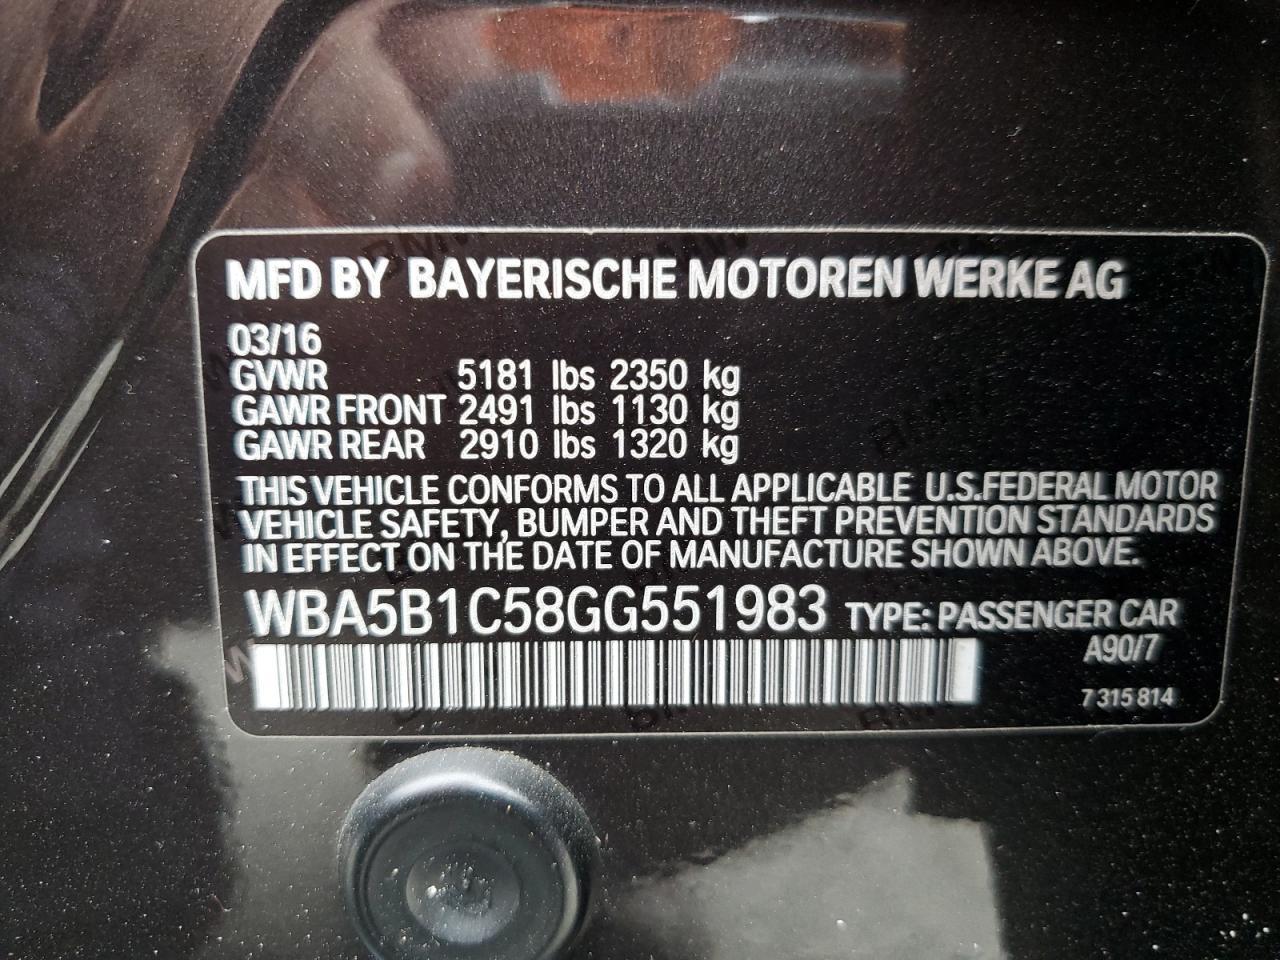 MFD BY BAYERISCHE MOTOREN WERKE AG
03/16
GVWR 5181 lbs 2350 kg
GAWR FRONT 2491 lbs 1130 kg
GAWR REAR 2910 lbs 1320 kg
THIS VEHICLE CONFORMS TO ALL APPLICABLE U.S.FEDERAL MOTOR
VEHICLE SAFETY, BUMPER AND THEFT PREVENTION STANDARDS
IN EFFECT ON THE DATE OF MANUFACTURE SHOWN ABOVE.
WBA5B1C58GG551983 TYPE: PASSENGER CAR
A90/7
7 315 814